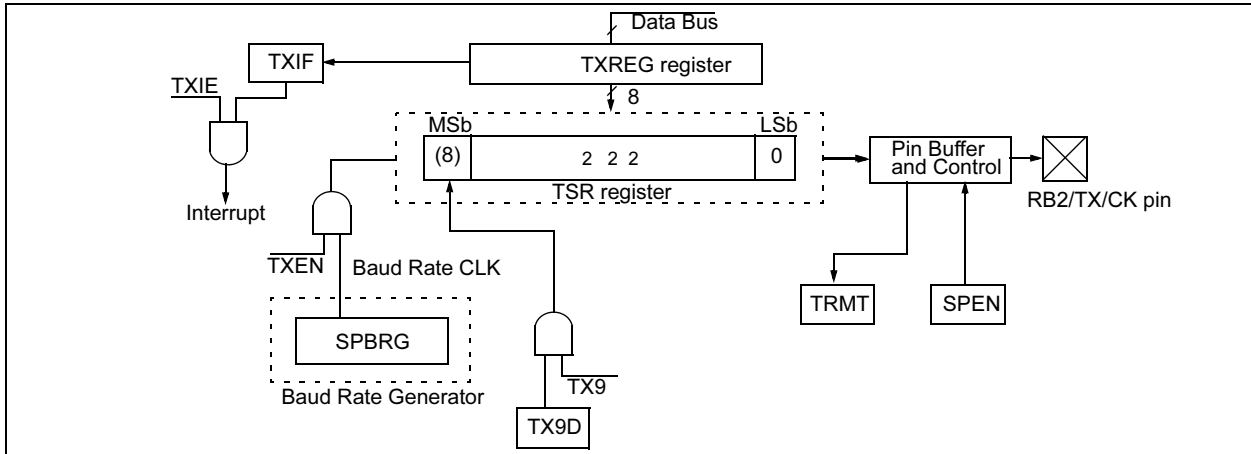 Data Bus
TXIF
TXREG register
TXIE
8
MSb
LSb
(8)
2 2 2
0
Pin Buffer
and Control
TSR register
Interrupt
RB2/TX/CK pin
TXEN
Baud Rate CLK
TRMT
SPEN
SPBRG
TX9
Baud Rate Generator
TX9D